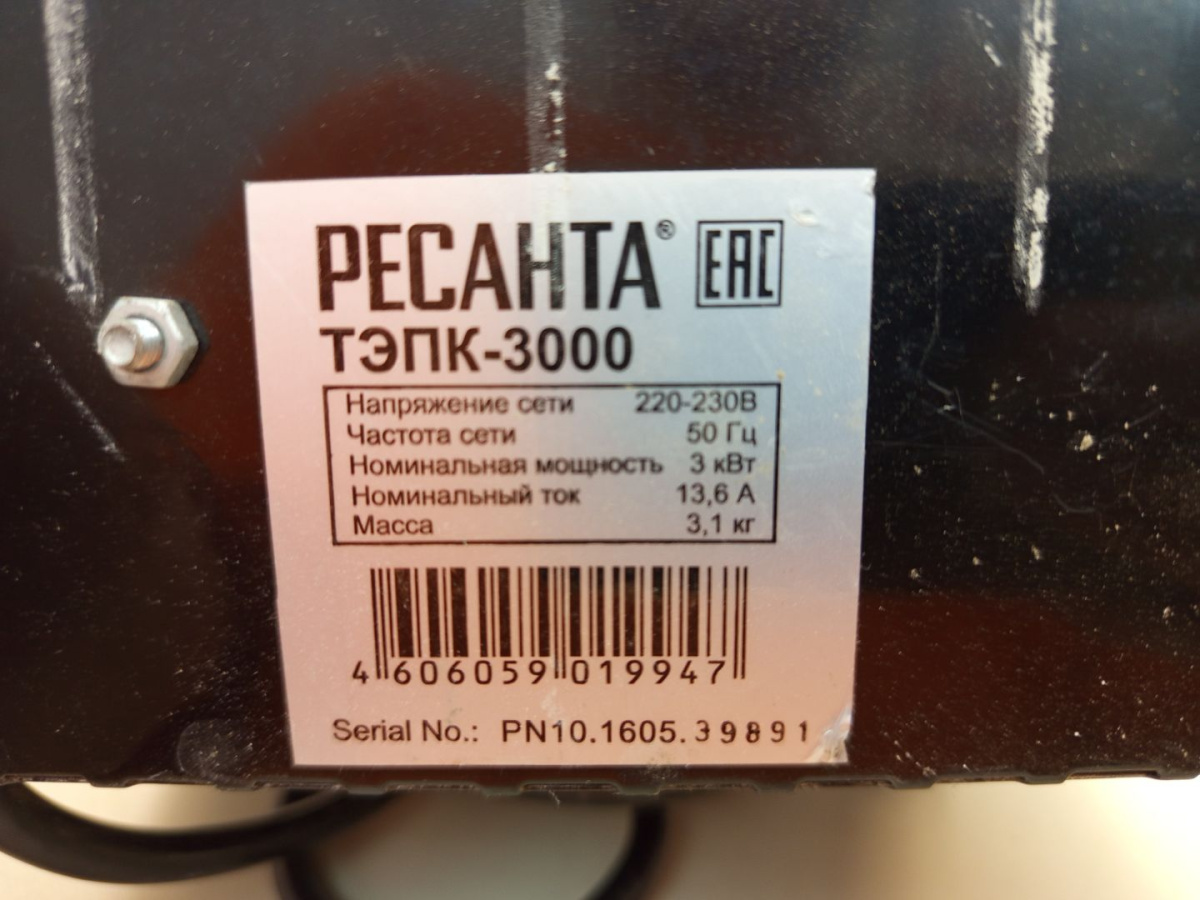 РЕСАНТА® EAC
ТЭПК-3000
Напряжение сети 220-230В
Частота сети 50 Гц
Номинальная мощность 3 кВт
Номинальный ток 13,6 А
Масса 3,1 кг
4 606059 019947
Serial No.: PN10.1605.39891